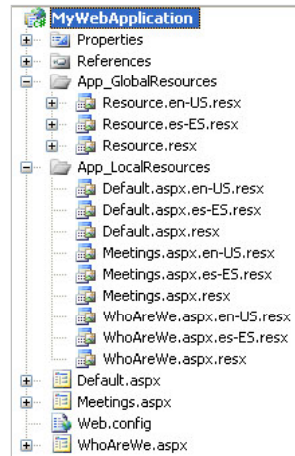 MyWebApplication
Properties
References
App_GlobalResources
Resource.en-US.resx
Resource.es-ES.resx
Resource.resx
App_LocalResources
Default.aspx.en-US.resx
Default.aspx.es-ES.resx
Default.aspx.resx
Meetings.aspx.en-US.resx
Meetings.aspx.es-ES.resx
Meetings.aspx.resx
WhoAreWe.aspx.en-US.resx
WhoAreWe.aspx.es-ES.resx
WhoAreWe.aspx.resx
Default.aspx
Meetings.aspx
Web.config
WhoAreWe.aspx